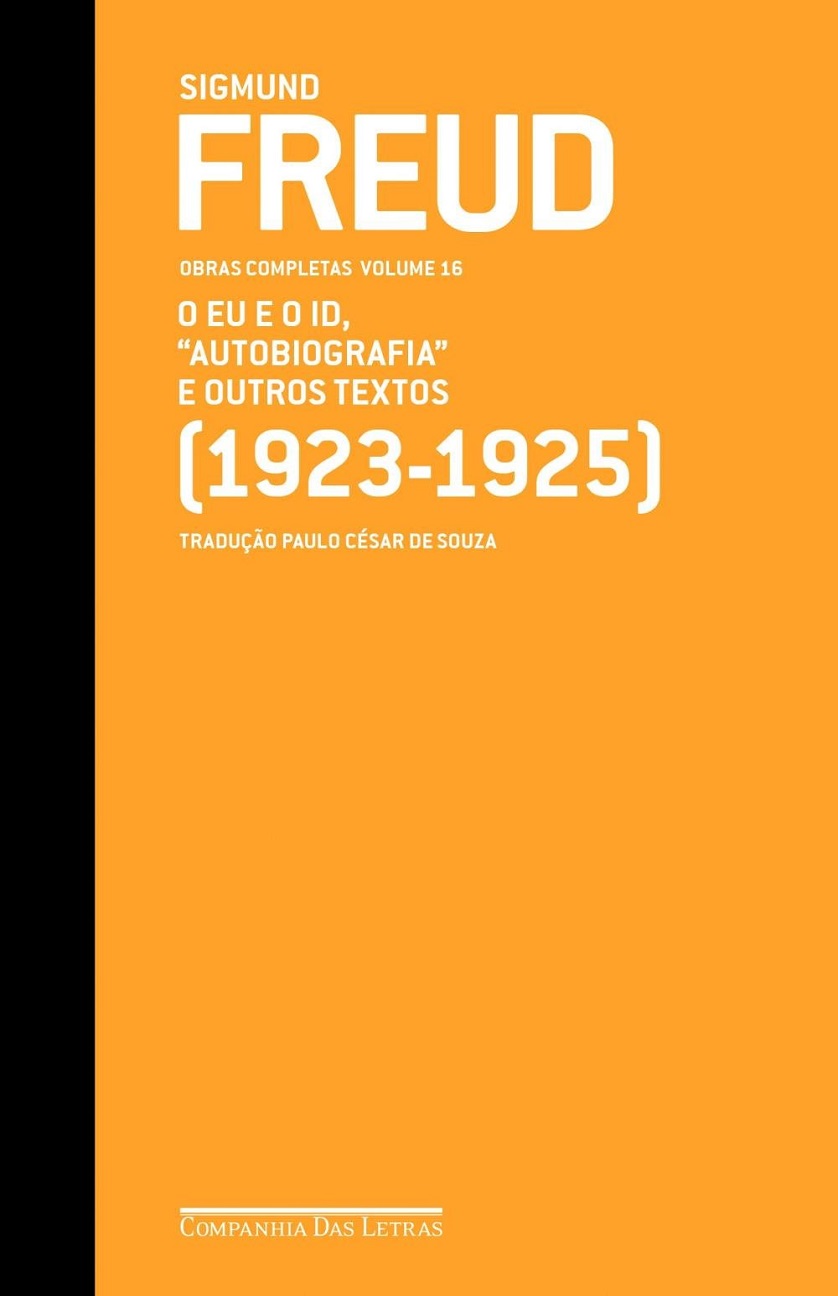 SIGMUND
FREUD
OBRAS COMPLETAS VOLUME 16
O EU E O ID,
“AUTOBIOGRAFIA”
E OUTROS TEXTOS
(1923-1925)
TRADUÇÃO PAULO CÉSAR DE SOUZA
COMPANHIA DAS LETRAS